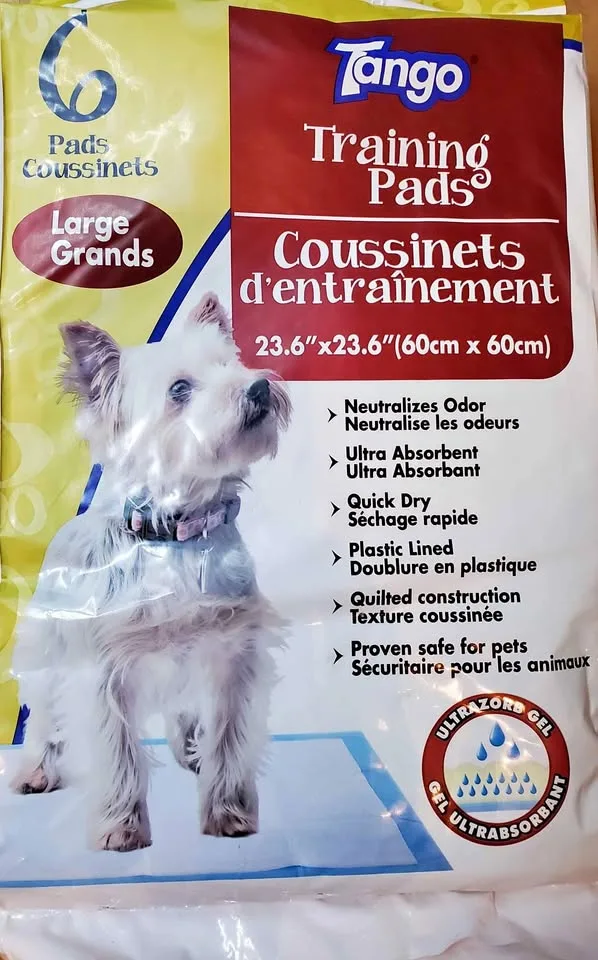 6
Pads
Coussinets
Large
Grands
Tango
Training
Pads
Coussinets
d'entraînement
23.6"x23.6"(60cm x 60cm)
Neutralizes Odor
Neutralise les odeurs
Ultra Absorbent
Ultra Absorbant
Quick Dry
Séchage rapide
Plastic Lined
Doublure en plastique
Quilted construction
Texture coussinée
Proven safe for pets
Sécuritaire pour les animaux
ULTRAZORB GEL
GEL ULTRABSORBANT